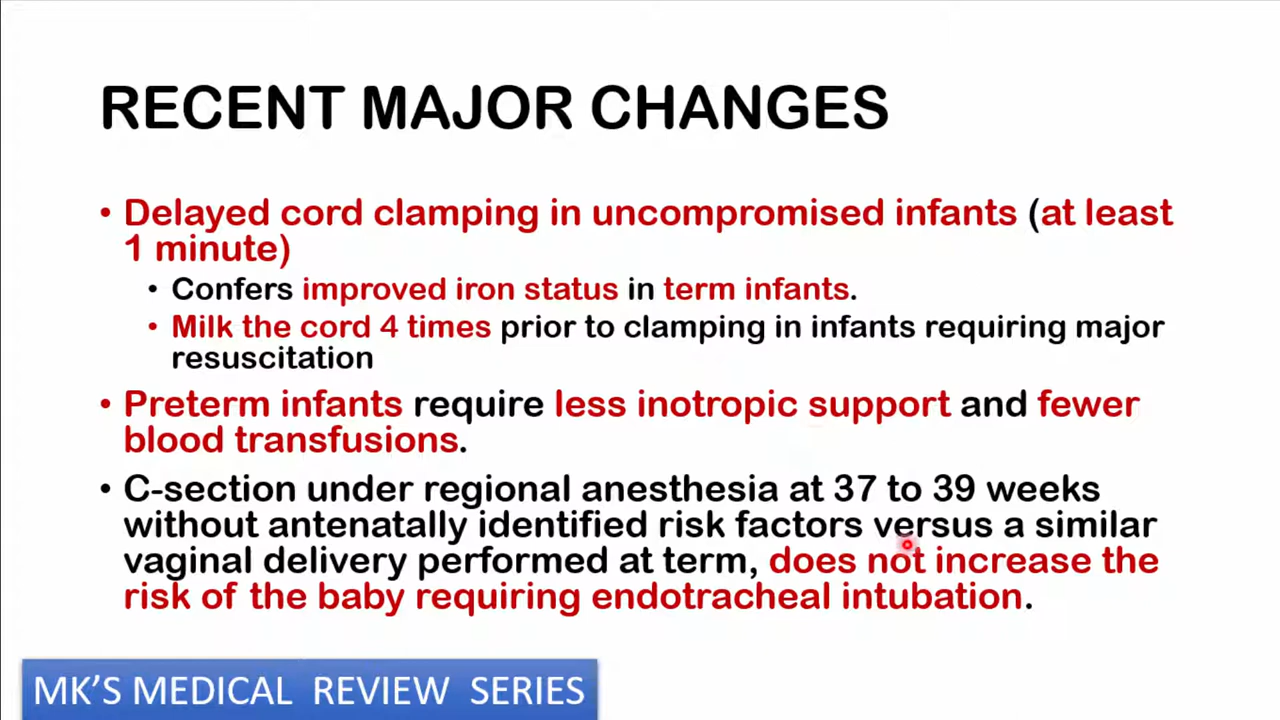 RECENT MAJOR CHANGES
• Delayed cord clamping in uncompromised infants (at least
1 minute)
• Confers improved iron status in term infants.
• Milk the cord 4 times prior to clamping in infants requiring major
resuscitation
• Preterm infants require less inotropic support and fewer
blood transfusions.
• C-section under regional anesthesia at 37 to 39 weeks
without antenatally identified risk factors versus a similar
vaginal delivery performed at term, does not increase the
risk of the baby requiring endotracheal intubation.
MK'S MEDICAL REVIEW SERIES